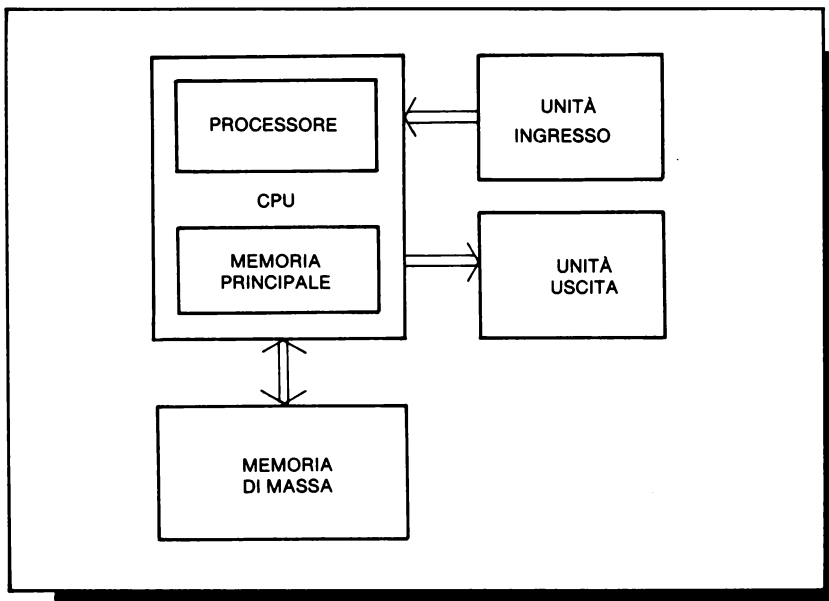 PROCESSORE
CPU
MEMORIA
PRINCIPALE
UNITÀ
INGRESSO
UNITÀ
USCITA
MEMORIA
DI MASSA